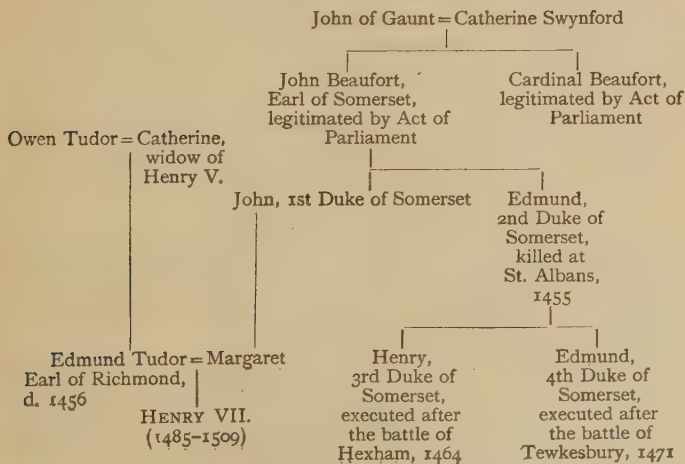 John of Gaunt = Catherine Swynford
John Beaufort,
Earl of Somerset,
legitimated by Act of
Parliament
Cardinal Beaufort,
legitimated by Act of
Parliament
Owen Tudor = Catherine,
widow of
Henry V.
John, 1st Duke of Somerset
Edmund,
2nd Duke of
Somerset,
killed at
St. Albans,
1455
Edmund Tudor = Margaret
Earl of Richmond,
d. 1456
HENRY VII.
(1485–1509)
Henry,
3rd Duke of
Somerset,
executed after
the battle of
Hexham, 1464
Edmund,
4th Duke of
Somerset,
executed after
the battle of
Tewkesbury, 1471